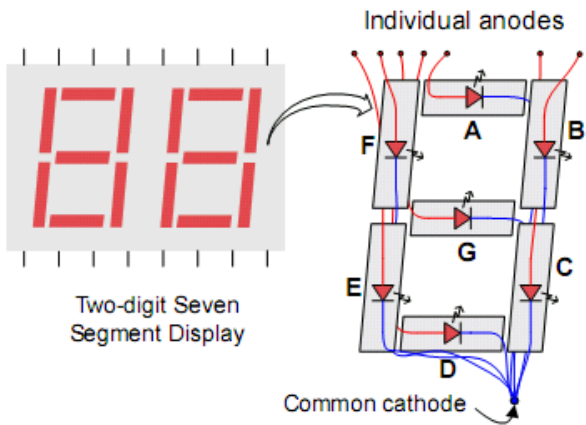 Individual anodes
A
B
F
G
E
C
D
Two-digit Seven
Segment Display
Common cathode